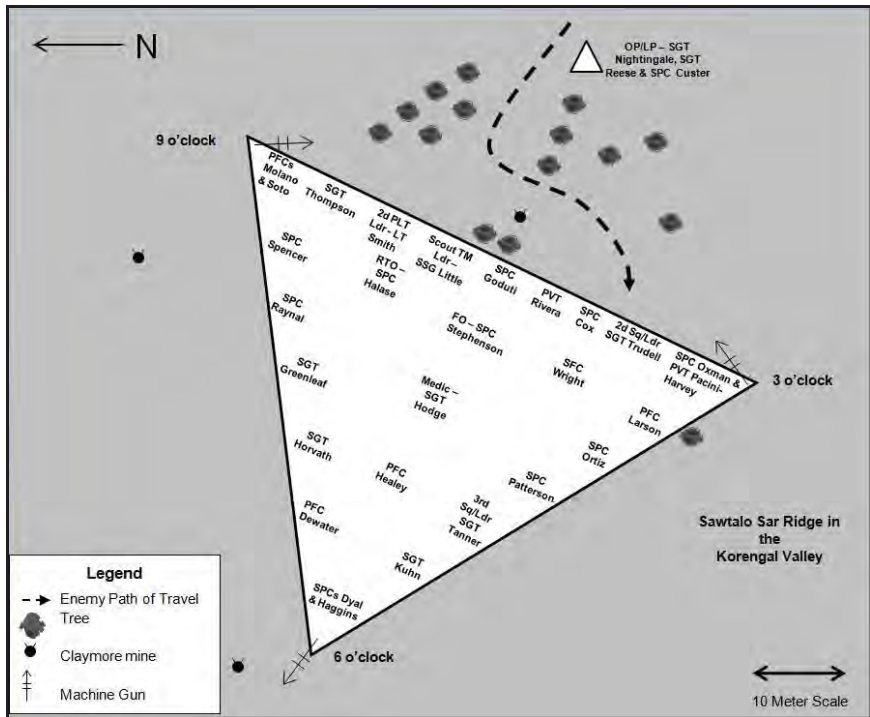 N
OP/LP – SGT
Nightingale, SGT
Reese & SPC Custer
9 o'clock
PFCs
Molano
& Soto
SGT
Thompson
2d PLT
Ldr - LT
Smith
RTO –
SPC
Halase
Scout TM
Ldr –
SSG Little
SPC
Goduti
PVT
Rivera
SPC
Cox
2d Sq/Ldr
SGT Trudell
SPC Oxman &
PVT Pacini-
Harvey
3 o'clock
SPC
Spencer
SPC
Raynal
FO – SPC
Stephenson
SFC
Wright
SGT
Greenleaf
Medic –
SGT
Hodge
PFC
Larson
SPC
Ortiz
SGT
Horvath
PFC
Healey
SPC
Patterson
PFC
Dewater
3rd
Sq/Ldr
SGT
Tanner
SGT
Kuhn
SPCs Dyal
& Haggins
6 o'clock
Sawtalo Sar Ridge in
the
Korengal Valley
Legend
Enemy Path of Travel
Tree
Claymore mine
Machine Gun
10 Meter Scale